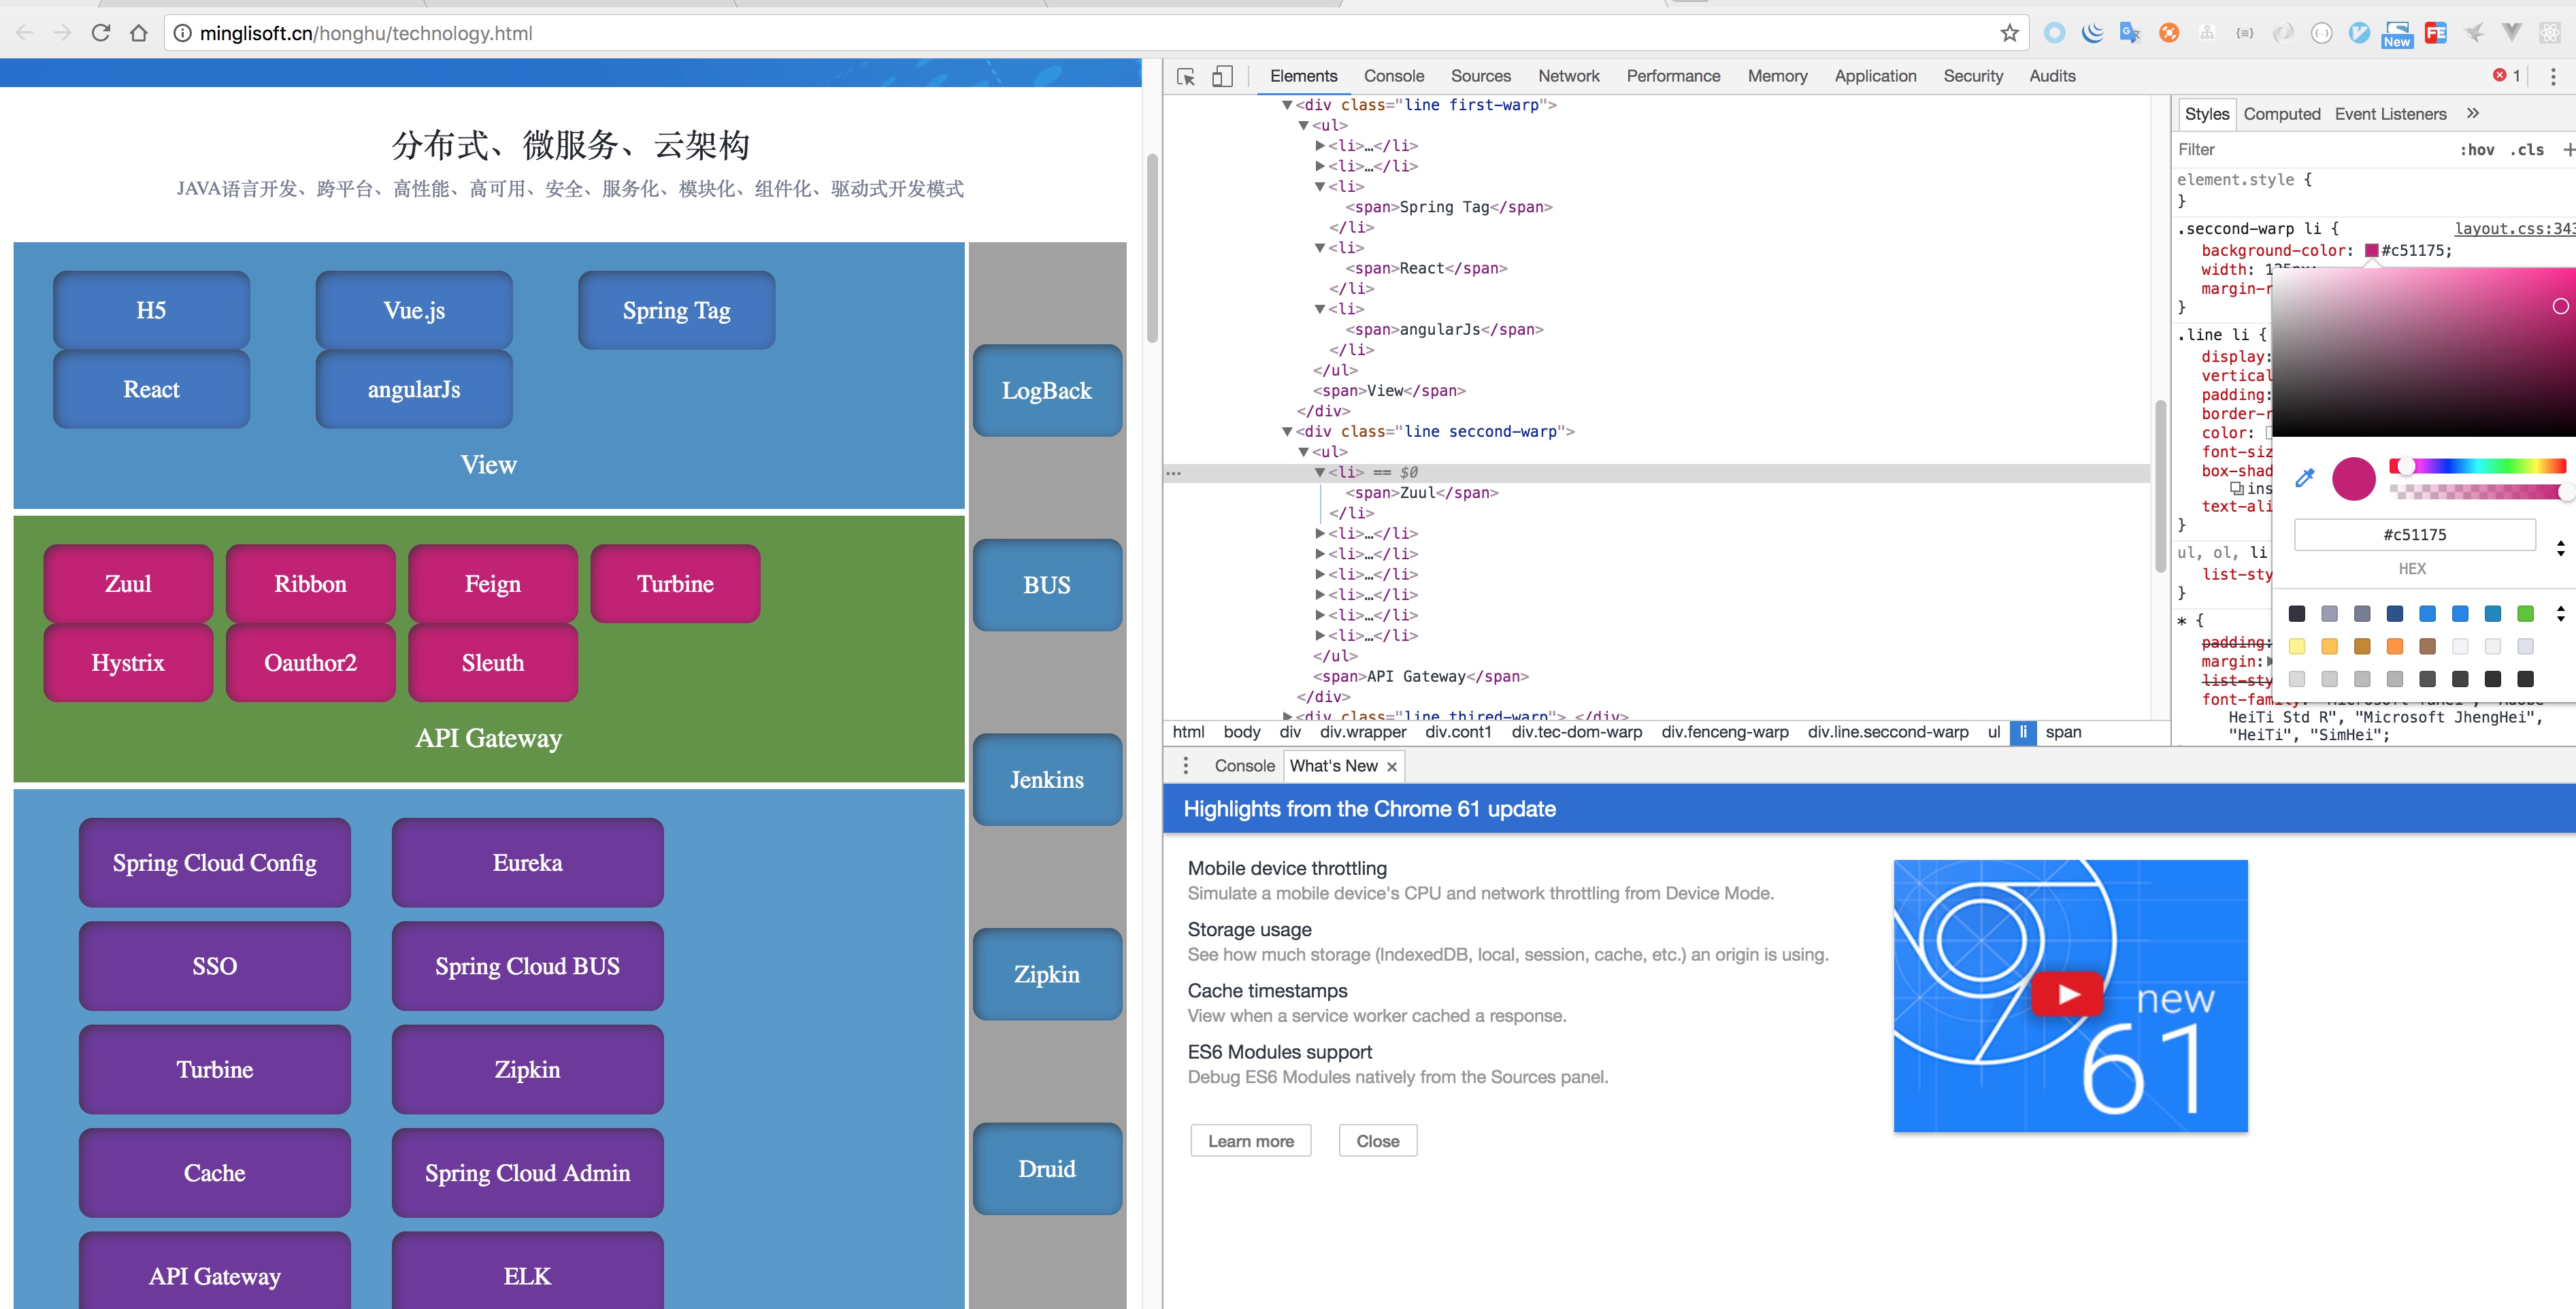 minglisoft.cn/honghu/technology.html
New
FE
分布式、微服务、云架构
JAVA语言开发、跨平台、高性能、高可用、安全、服务化、模块化、组件化、驱动式开发模式
H5
Vue.js
Spring Tag
React
angularJs
View
Zuul
Ribbon
Feign
Turbine
Hystrix
Oauthor2
Sleuth
API Gateway
Spring Cloud Config
Eureka
SSO
Spring Cloud BUS
Turbine
Zipkin
Cache
Spring Cloud Admin
API Gateway
ELK
LogBack
BUS
Jenkins
Zipkin
Druid
Elements Console Sources Network Performance Memory Application Security Audits
1
<div class="line first-warp">
<ul>
<li>…</li>
<li>…</li>
<li>
<span>Spring Tag</span>
</li>
<li>
<span>React</span>
</li>
<li>
<span>angularJs</span>
</li>
</ul>
<span>View</span>
</div>
<div class="line seccond-warp">
<ul>
<li> == $0
<span>Zuul</span>
</li>
<li>…</li>
<li>…</li>
<li>…</li>
<li>…</li>
<li>…</li>
<li>…</li>
</ul>
<span>API Gateway</span>
</div>
<div class="line thired-warp"> </div>
html body div div.wrapper div.cont1 div.tec-dom-warp div.fenceng-warp div.line.seccond-warp ul li span
Styles Computed Event Listeners »
Filter :hov .cls +
element.style {
}
.seccond-warp li { layout.css:343
background-color: #c51175;
width:
margin-r
}
.line li {
display:
vertical
padding:
border-r
color:
font-siz
box-shad
ins
text-ali
}
ul, ol, li
list-sty
}
* {
padding:
margin:
list-sty
font-fam
HeiTi Std R", "Microsoft JhengHei",
"HeiTi", "SimHei";
#c51175
HEX
Console What's New ×
Highlights from the Chrome 61 update
Mobile device throttling
Simulate a mobile device's CPU and network throttling from Device Mode.
Storage usage
See how much storage (IndexedDB, local, session, cache, etc.) an origin is using.
Cache timestamps
View when a service worker cached a response.
ES6 Modules support
Debug ES6 Modules natively from the Sources panel.
Learn more
Close
new
61